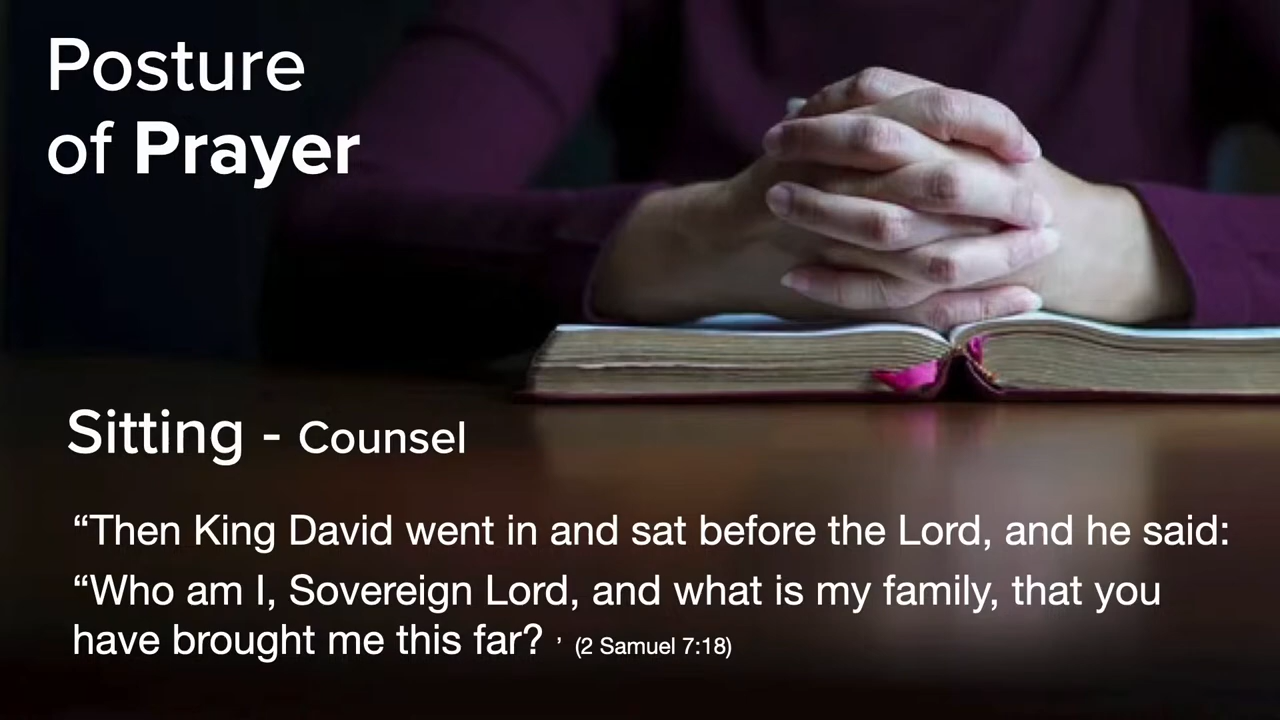 Posture
of Prayer
Sitting - Counsel
“Then King David went in and sat before the Lord, and he said:
“Who am I, Sovereign Lord, and what is my family, that you
have brought me this far? ’ (2 Samuel 7:18)